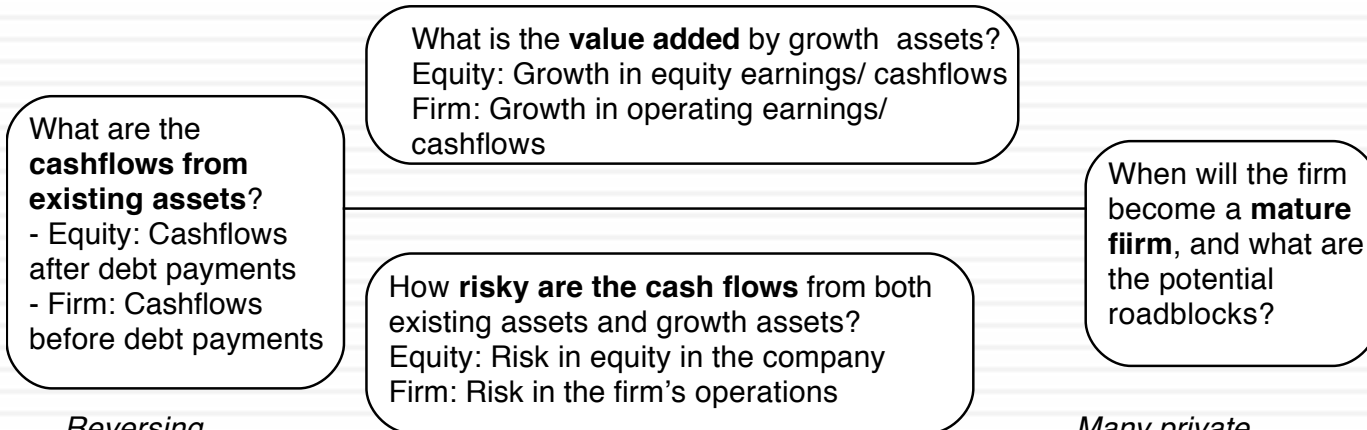 What is the value added by growth assets?
Equity: Growth in equity earnings/ cashflows
Firm: Growth in operating earnings/
cashflows
What are the
cashflows from
existing assets?
- Equity: Cashflows
after debt payments
- Firm: Cashflows
before debt payments
How risky are the cash flows from both
existing assets and growth assets?
Equity: Risk in equity in the company
Firm: Risk in the firm's operations
When will the firm
become a mature
fiirm, and what are
the potential
roadblocks?
Reversing
Many private